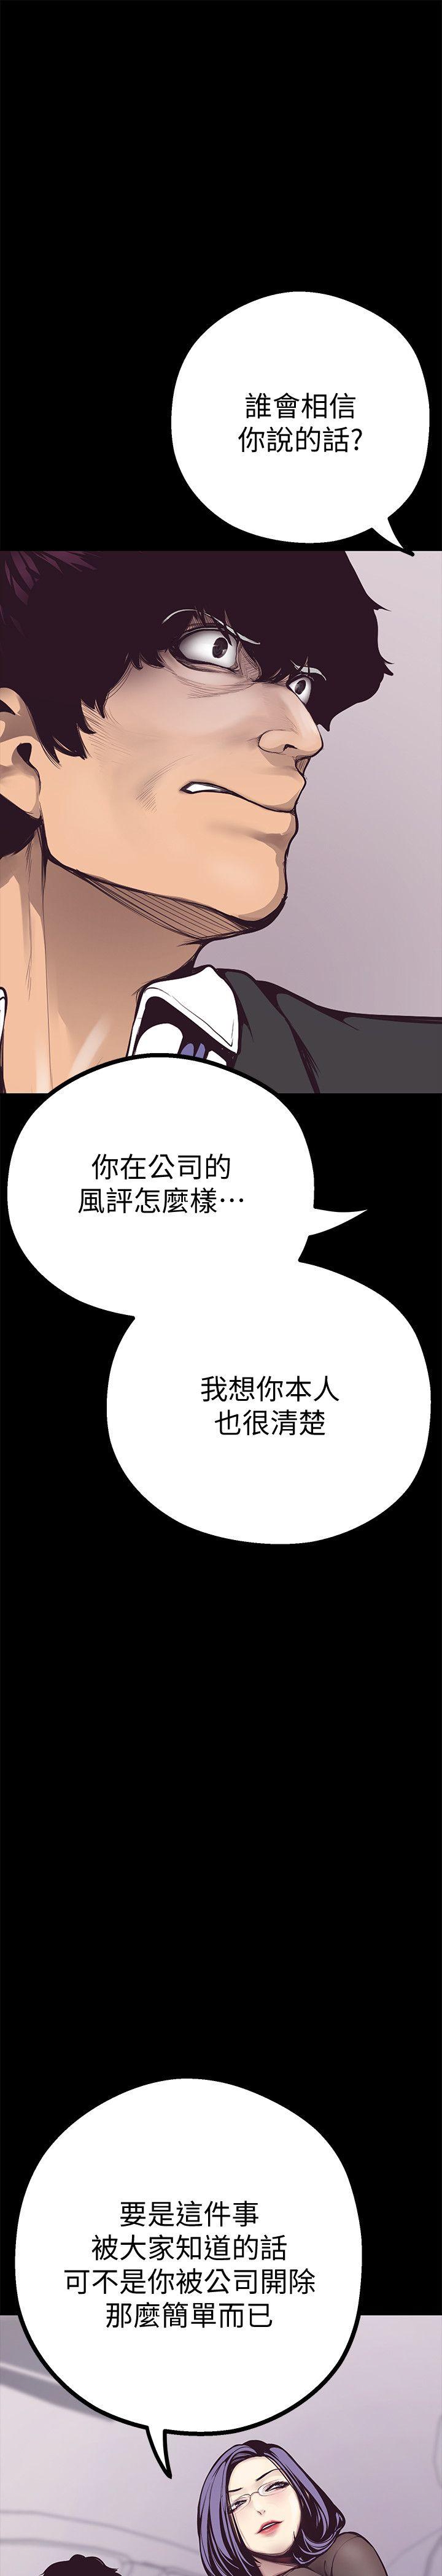 誰會相信
你說的話?
你在公司的
風評怎麼樣…
我想你本人
也很清楚
要是這件事
被大家知道的話
可不是你被公司開除
那麼簡單而已